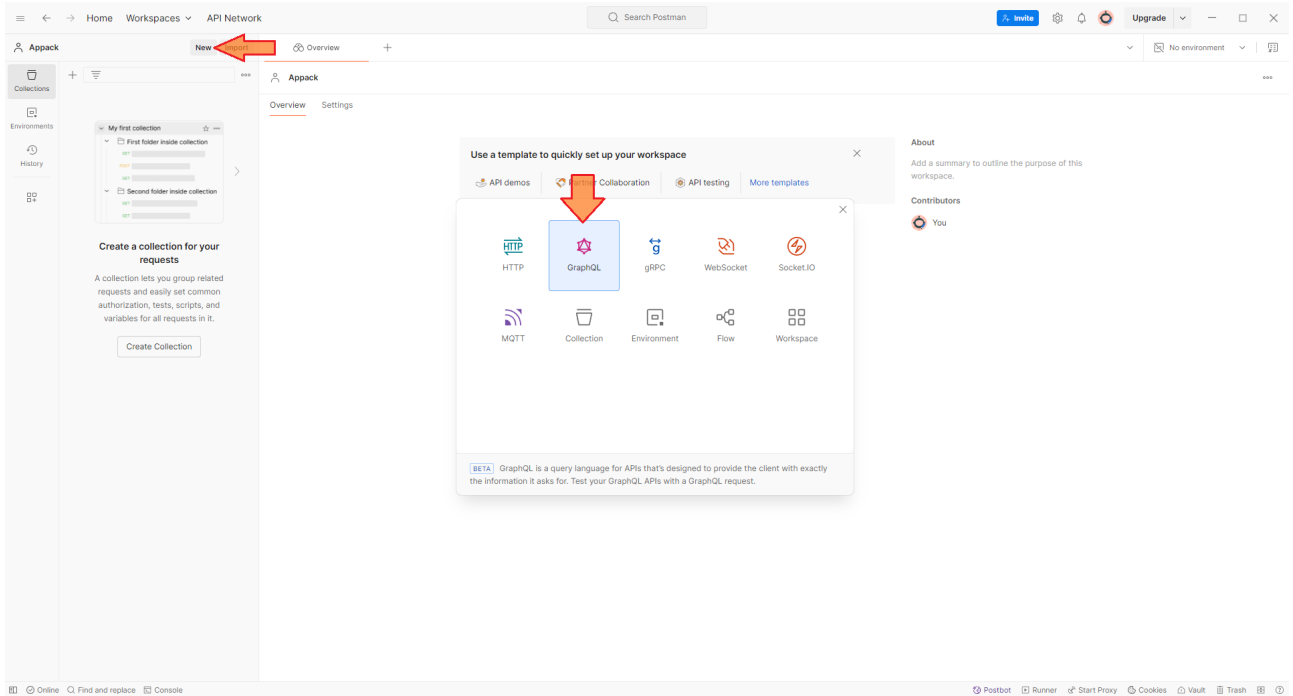 Home Workspaces API Network
Search Postman
Invite
Upgrade
Appack
New
Import
Overview
No environment
Collections
Environments
History
My first collection
First folder inside collection
GET
POST
GET
Second folder inside collection
GET
GET
Create a collection for your
requests
A collection lets you group related
requests and easily set common
authorization, tests, scripts, and
variables for all requests in it.
Create Collection
Appack
Overview Settings
Use a template to quickly set up your workspace
API demos
Collaboration
API testing
More templates
HTTP
HTTP
GraphQL
g
gRPC
WebSocket
Socket.IO
MQTT
Collection
Environment
Flow
Workspace
BETA GraphQL is a query language for APIs that's designed to provide the client with exactly
the information it asks for. Test your GraphQL APIs with a GraphQL request.
About
Add a summary to outline the purpose of this
workspace.
Contributors
You
Online Find and replace Console
Postbot Runner Start Proxy Cookies Vault Trash